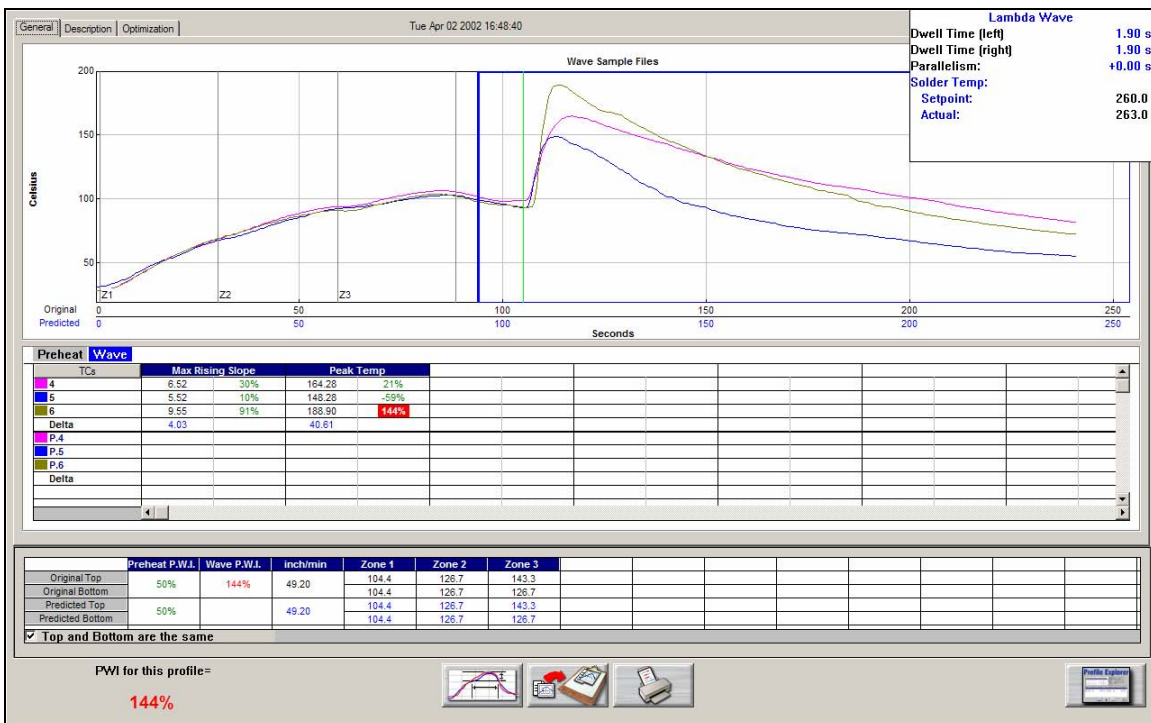 General Description Optimization
Tue Apr 02 2002 16:48:40
Lambda Wave
Dwell Time (left) 1.90 s
Dwell Time (right) 1.90 s
Parallelism: +0.00 s
Solder Temp:
Setpoint: 260.0
Actual: 263.0
Wave Sample Files
Celsius
200
150
100
50
Z1 Z2 Z3
Original 0 50 100 150 200 250
Predicted 0 50 100 150 200 250
Seconds
Preheat Wave
TCs Max Rising Slope Peak Temp
4 6.52 30% 164.28 21%
5 5.52 10% 148.28 -59%
6 9.55 91% 188.90 144%
Delta 4.03 40.61
P.4
P.5
P.6
Delta
Preheat P.W.I. Wave P.W.I. inch/min Zone 1 Zone 2 Zone 3
Original Top 50% 144% 49.20 104.4 126.7 143.3
Original Bottom 104.4 126.7 126.7
Predicted Top 50% 49.20 104.4 126.7 143.3
Predicted Bottom 104.4 126.7 126.7
Top and Bottom are the same
PWI for this profile=
144%
Profile Explorer